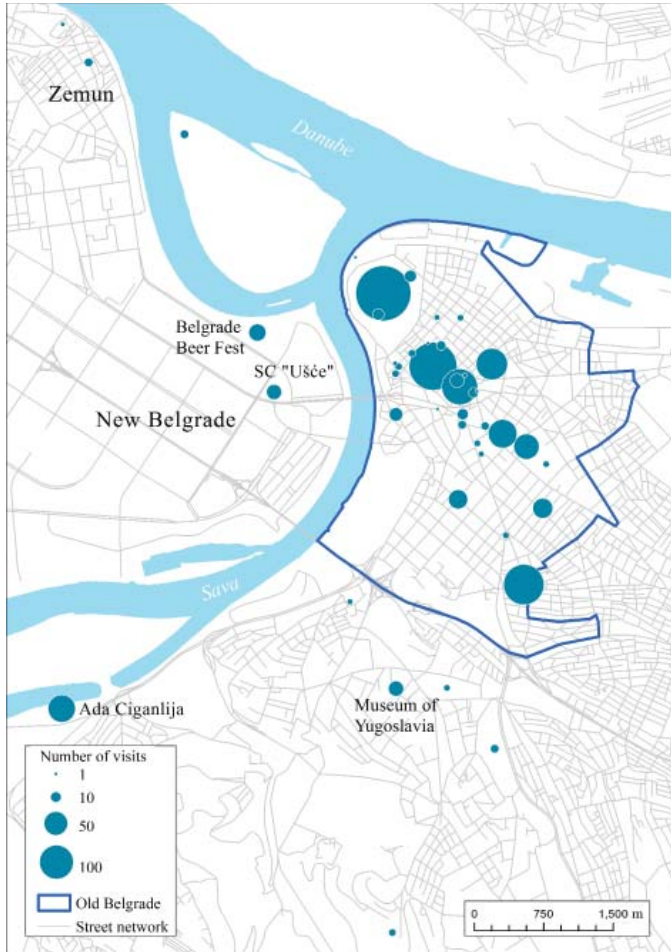 Zemun
Danube
Belgrade
Beer Fest
SC "Ušće"
New Belgrade
Sava
Ada Ciganlija
Museum of
Yugoslavia
Number of visits
1
10
50
100
Old Belgrade
Street network
0 750 1,500 m